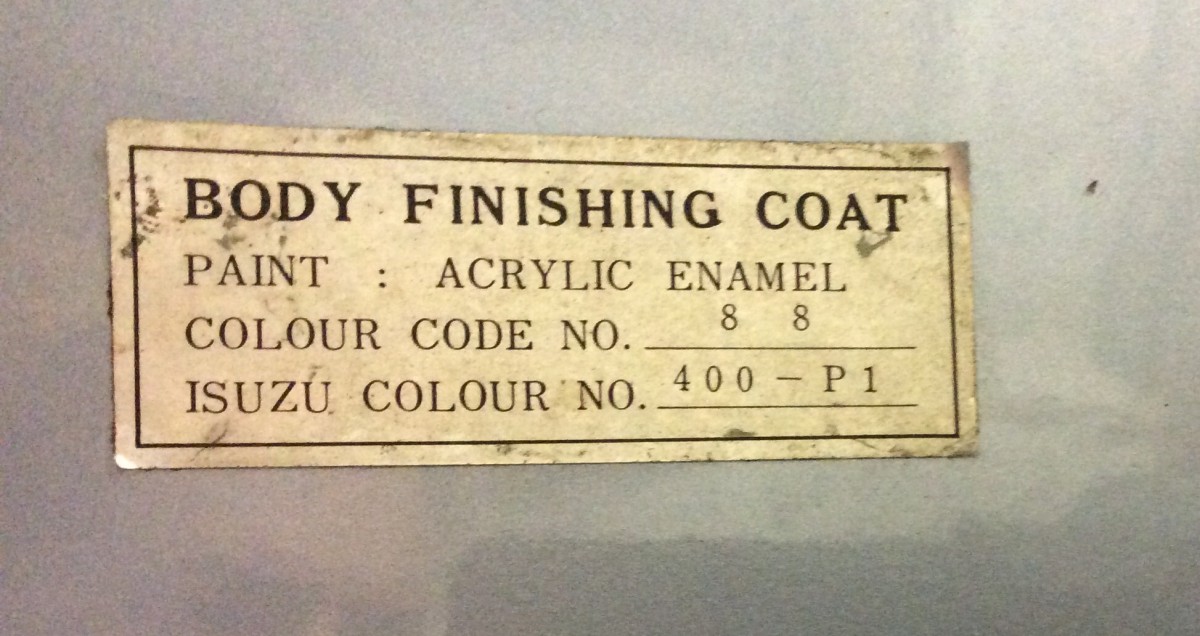 BODY FINISHING COAT
PAINT : ACRYLIC ENAMEL
COLOUR CODE NO. 8 8
ISUZU COLOUR NO. 400-P1